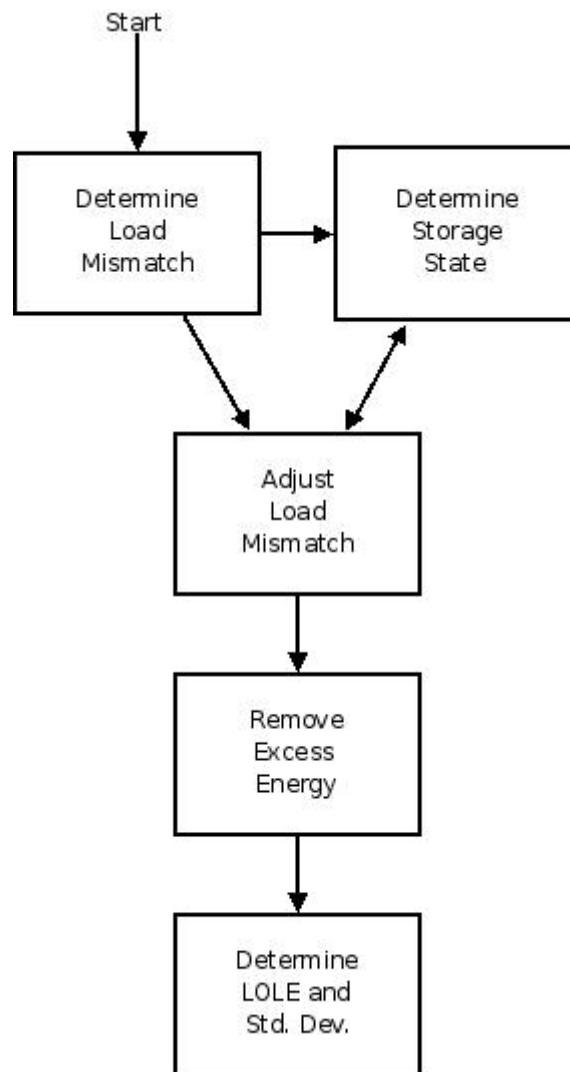 Start
Determine
Load
Mismatch
Determine
Storage
State
Adjust
Load
Mismatch
Remove
Excess
Energy
Determine
LOLE and
Std. Dev.